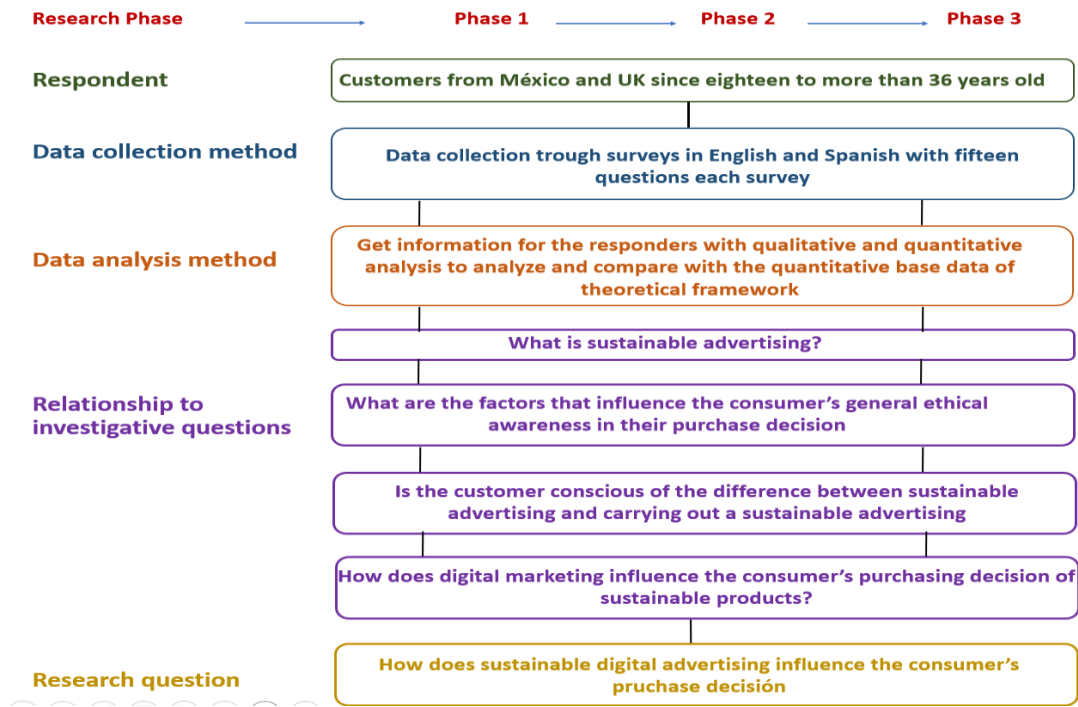 Research Phase Phase 1 Phase 2 Phase 3
Respondent
Customers from México and UK since eighteen to more than 36 years old
Data collection method
Data collection trough surveys in English and Spanish with fifteen
questions each survey
Data analysis method
Get information for the responders with qualitative and quantitative
analysis to analyze and compare with the quantitative base data of
theoretical framework
What is sustainable advertising?
Relationship to
investigative questions
What are the factors that influence the consumer’s general ethical
awareness in their purchase decision
Is the customer conscious of the difference between sustainable
advertising and carrying out a sustainable advertising
How does digital marketing influence the consumer’s purchasing decision of
sustainable products?
Research question
How does sustainable digital advertising influence the consumer’s
pruchase decisión